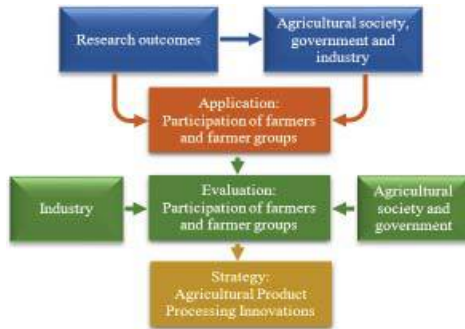 Research outcomes
Agricultural society,
government and
industry
Application:
Participation of farmers
and farmer groups
Industry
Evaluation:
Participation of farmers
and farmer groups
Agricultural
society and
government
Strategy:
Agricultural Product
Processing Innovations